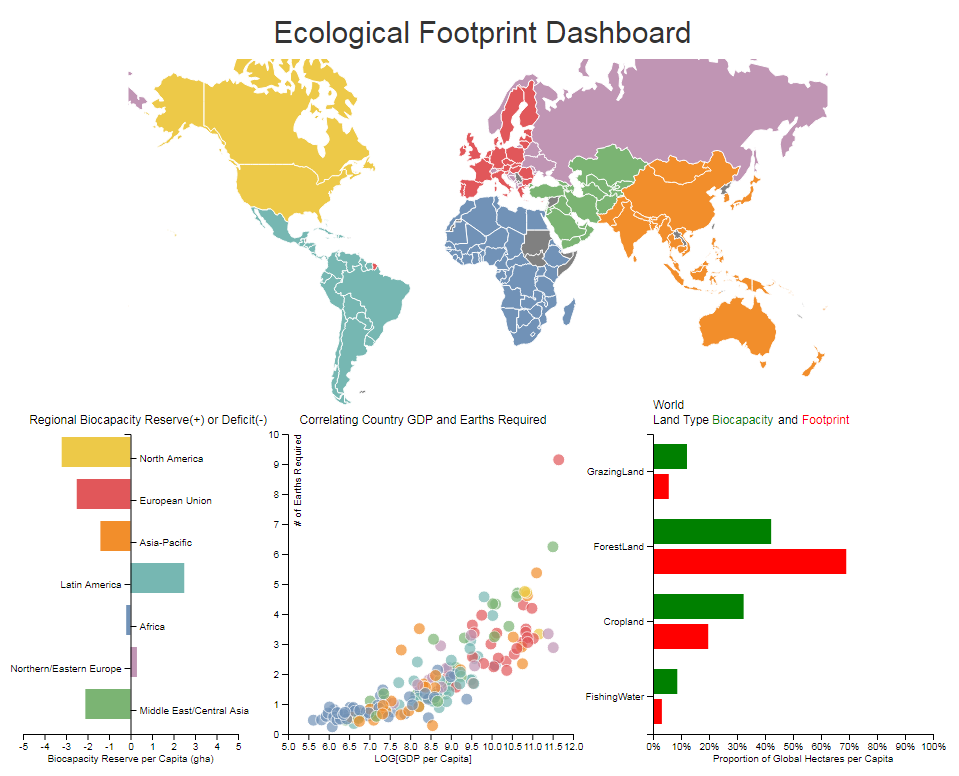 Ecological Footprint Dashboard
Regional Biocapacity Reserve(+) or Deficit(-)
North America
European Union
Asia-Pacific
Latin America
Africa
Northern/Eastern Europe
Middle East/Central Asia
-5 -4 -3 -2 -1 0 1 2 3 4 5
Biocapacity Reserve per Capita (gha)
Correlating Country GDP and Earths Required
# of Earths Required
10
9
8
7
6
5
4
3
2
1
0
5.0 5.5 6.0 6.5 7.0 7.5 8.0 8.5 9.0 9.5 10.0 10.5 11.0 11.5 12.0
LOG[GDP per Capita]
World
Land Type Biocapacity and Footprint
GrazingLand
ForestLand
Cropland
FishingWater
0% 10% 20% 30% 40% 50% 60% 70% 80% 90% 100%
Proportion of Global Hectares per Capita